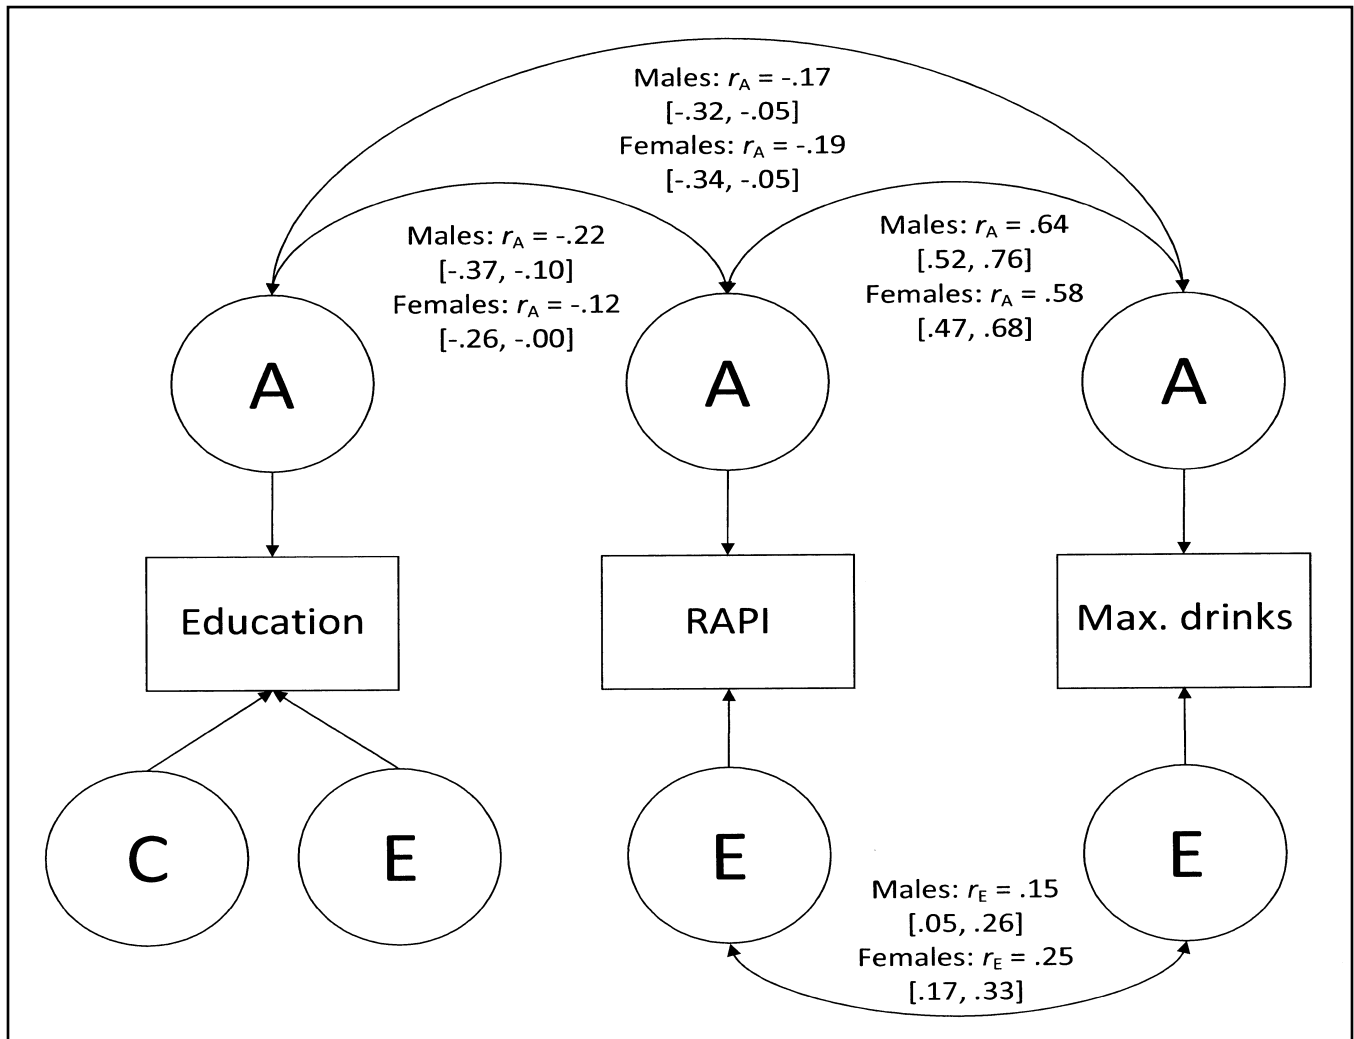 Males: rA = -.17
[-.32, -.05]
Females: rA = -.19
[-.34, -.05]
Males: rA = -.22
[-.37, -.10]
Females: rA = -.12
[-.26, -.00]
Males: rA = .64
[.52, .76]
Females: rA = .58
[.47, .68]
A
A
A
Education
RAPI
Max. drinks
C
E
E
E
Males: rE = .15
[.05, .26]
Females: rE = .25
[.17, .33]